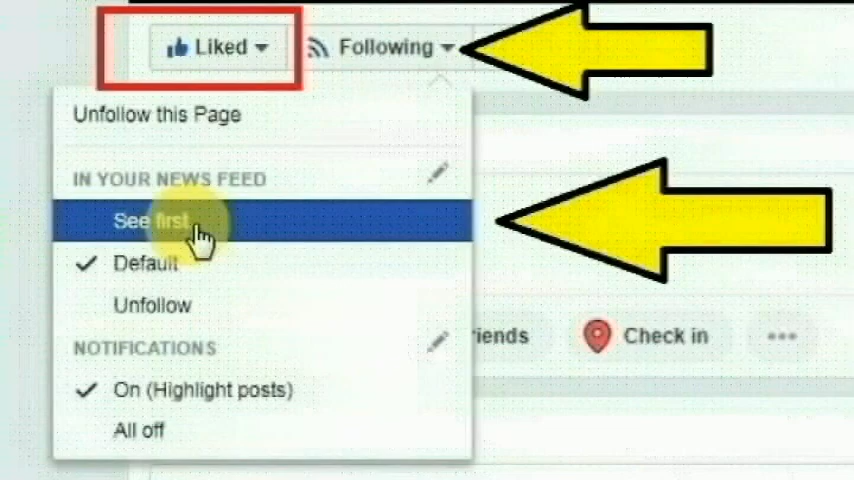 Liked Following
Unfollow this Page
IN YOUR NEWS FEED
See first
Default
Unfollow
riends Check in
NOTIFICATIONS
On (Highlight posts)
All off